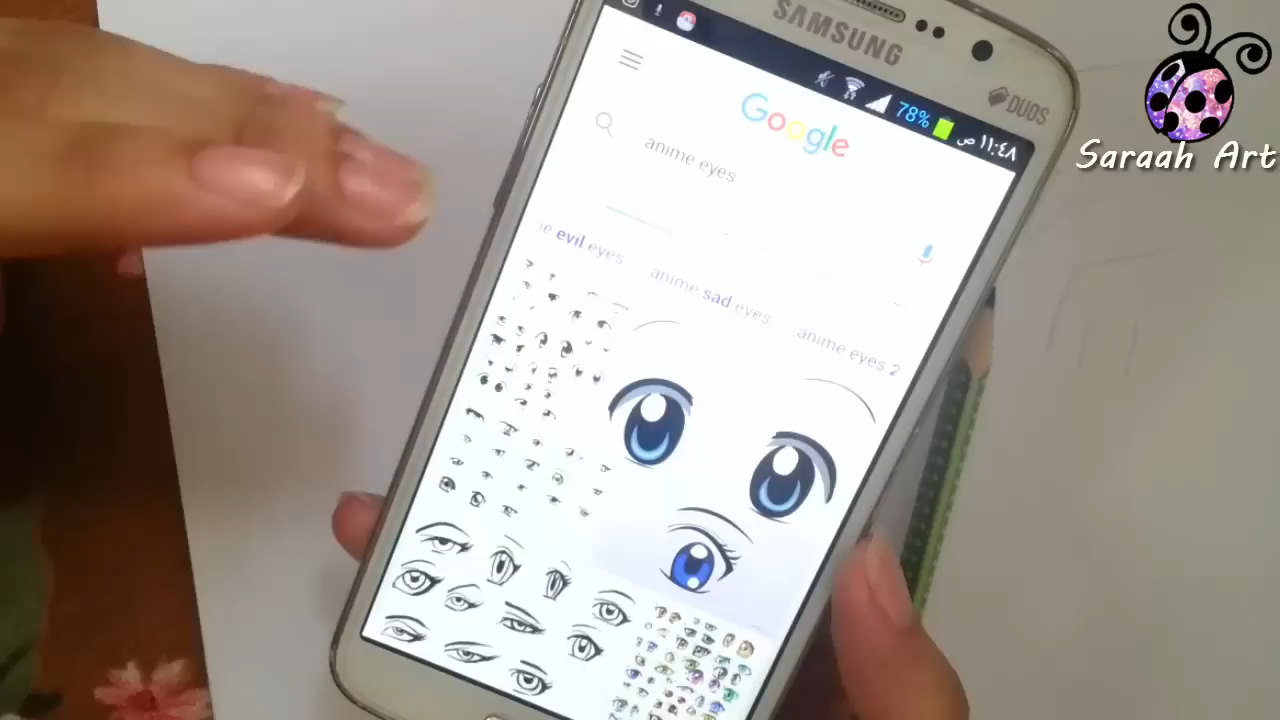 SAMSUNG
DUOS
78%
١١:٤٨ ص
Google
anime eyes
evil eyes
anime sad eyes
anime eyes 2
Saraah Art